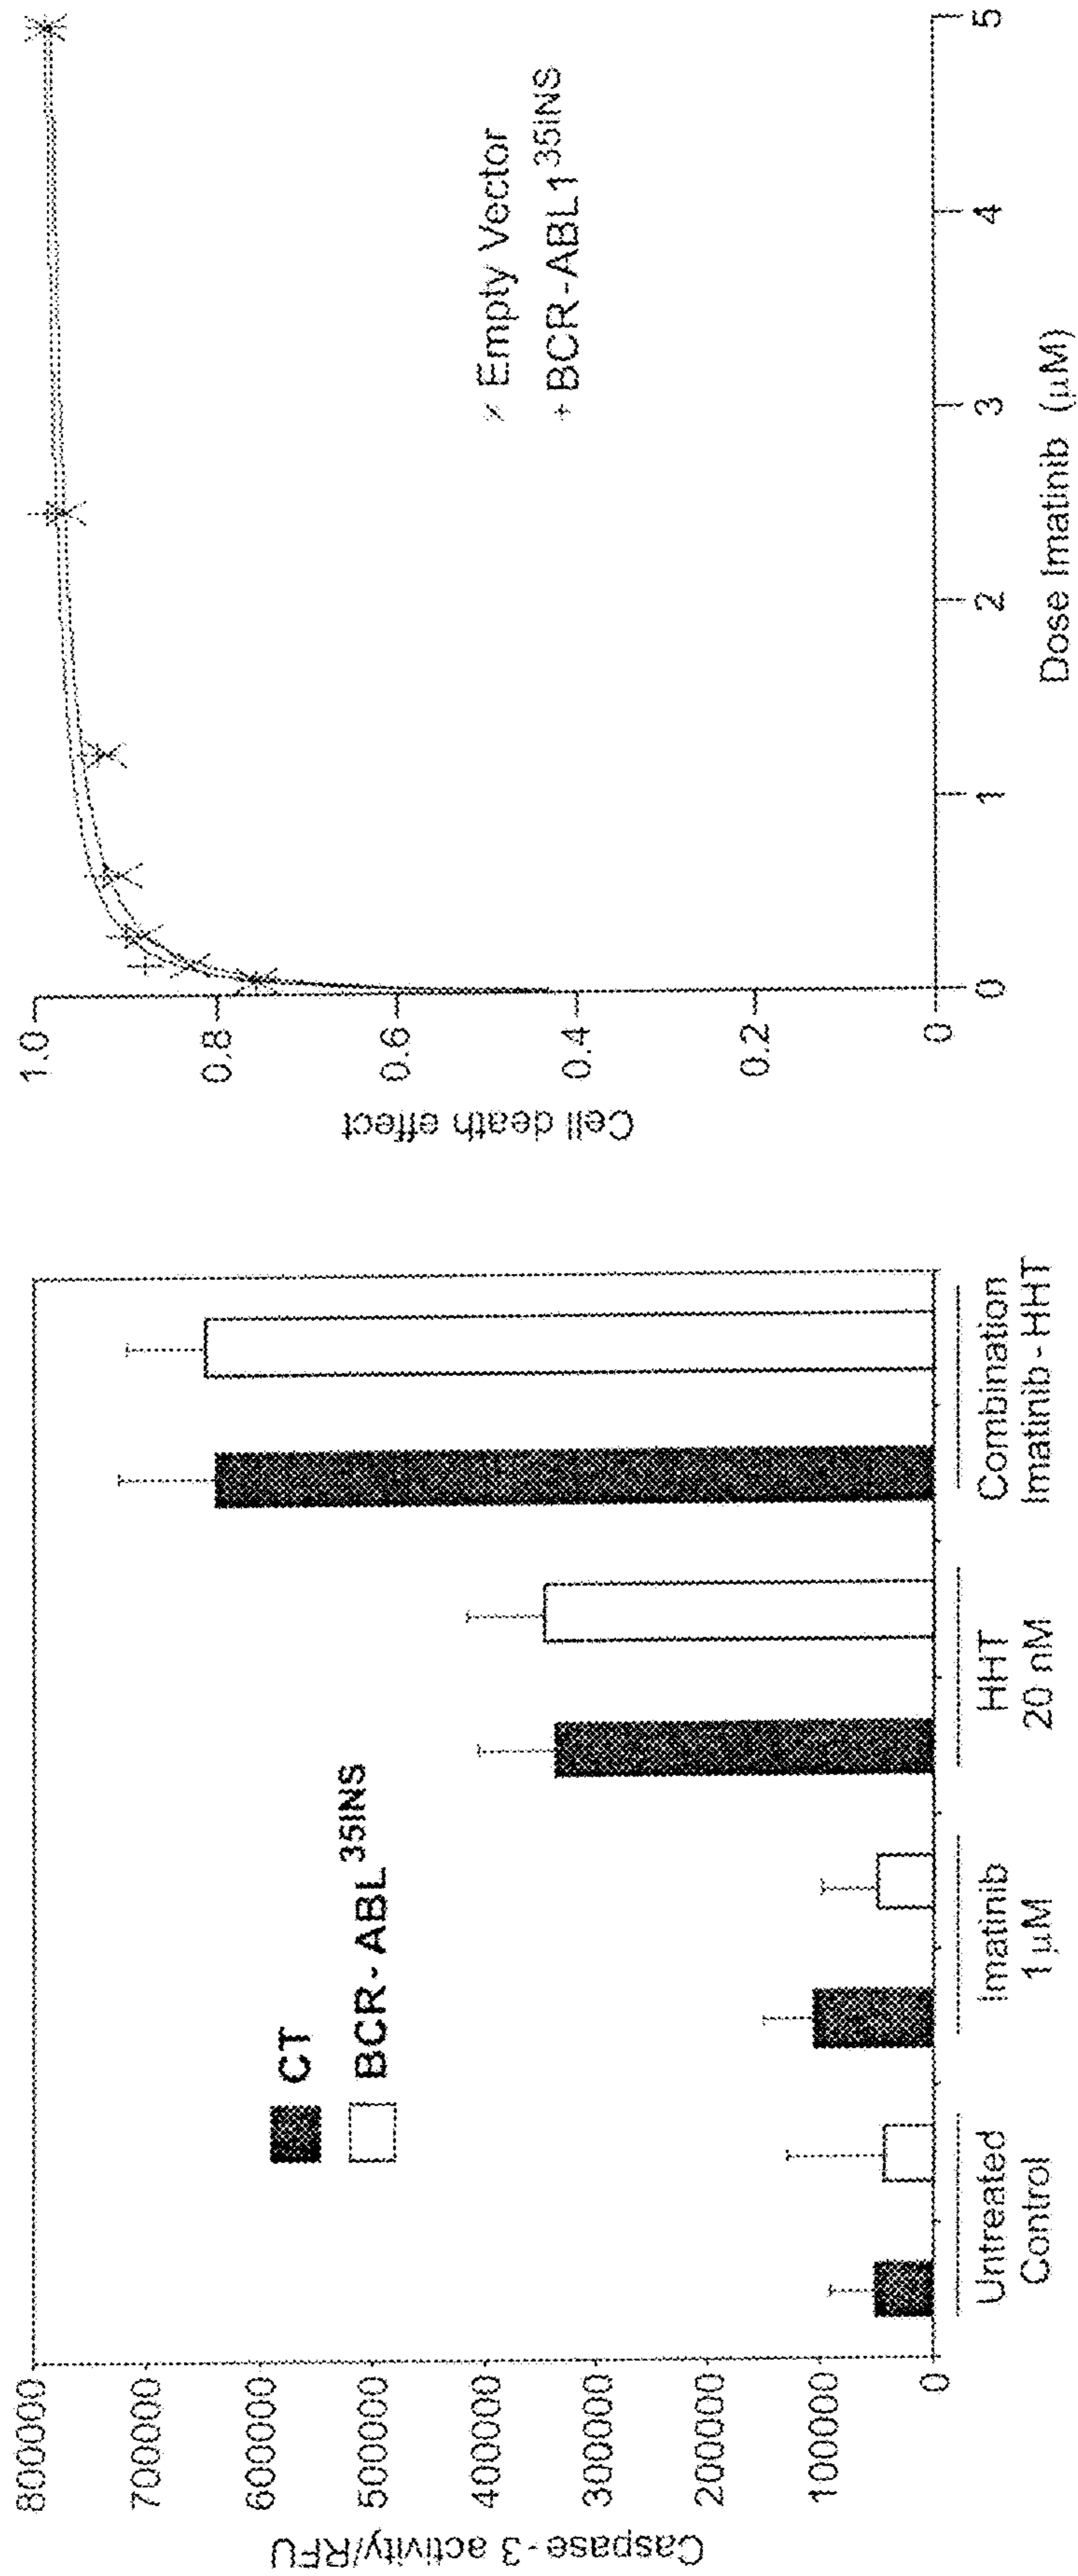 Caspase-3 activity/RFU
800000
700000
600000
500000
400000
300000
200000
100000
0
CT
BCR-ABL35INS
Untreated
Control
Imatinib
1 µM
HHT
20 nM
Combination
Imatinib-HHT
Cell death effect
1.0
0.8
0.6
0.4
0.2
0
× Empty Vector
+ BCR-ABL1 35INS
0 1 2 3 4 5
Dose Imatinib (µM)